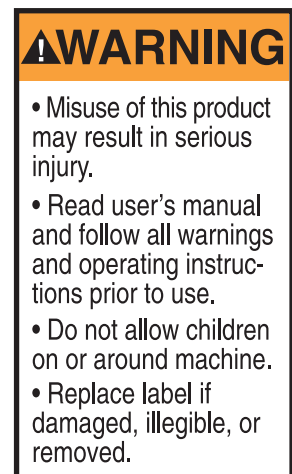 WARNING
• Misuse of this product
may result in serious
injury.
• Read user's manual
and follow all warnings
and operating instruc-
tions prior to use.
• Do not allow children
on or around machine.
• Replace label if
damaged, illegible, or
removed.